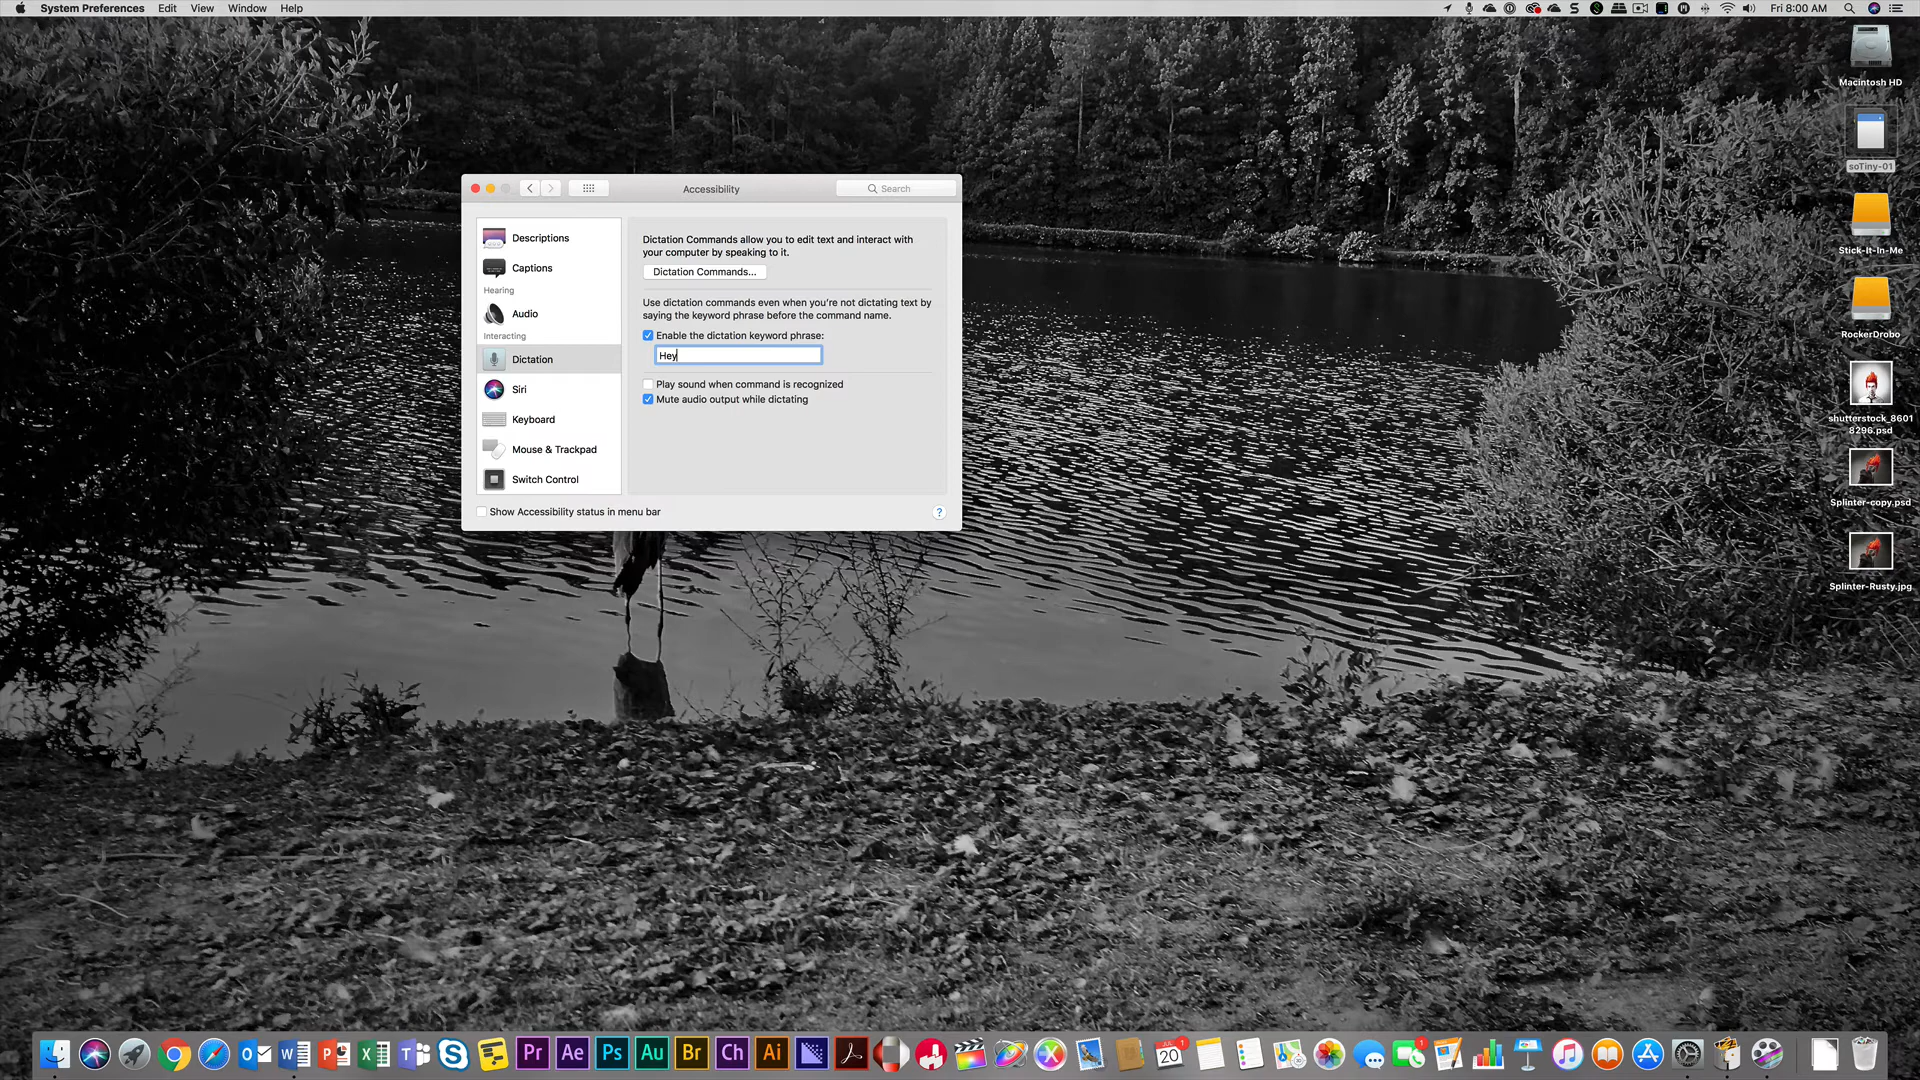 System Preferences Edit View Window Help
Fri 8:00 AM
Macintosh HD
soTiny-01
Stick-It-In-Me
RockerDrobo
shutterstock_8601
8296.psd
Splinter-copy.psd
Splinter-Rusty.jpg
Accessibility
Search
Descriptions
Captions
Hearing
Audio
Interacting
Dictation
Siri
Keyboard
Mouse & Trackpad
Switch Control
Dictation Commands allow you to edit text and interact with
your computer by speaking to it.
Dictation Commands...
Use dictation commands even when you're not dictating text by
saying the keyword phrase before the command name.
Enable the dictation keyword phrase:
Hey
Play sound when command is recognized
Mute audio output while dictating
Show Accessibility status in menu bar
?
Pr Ae Ps Au Br Ch Ai
JUL
20
1
1